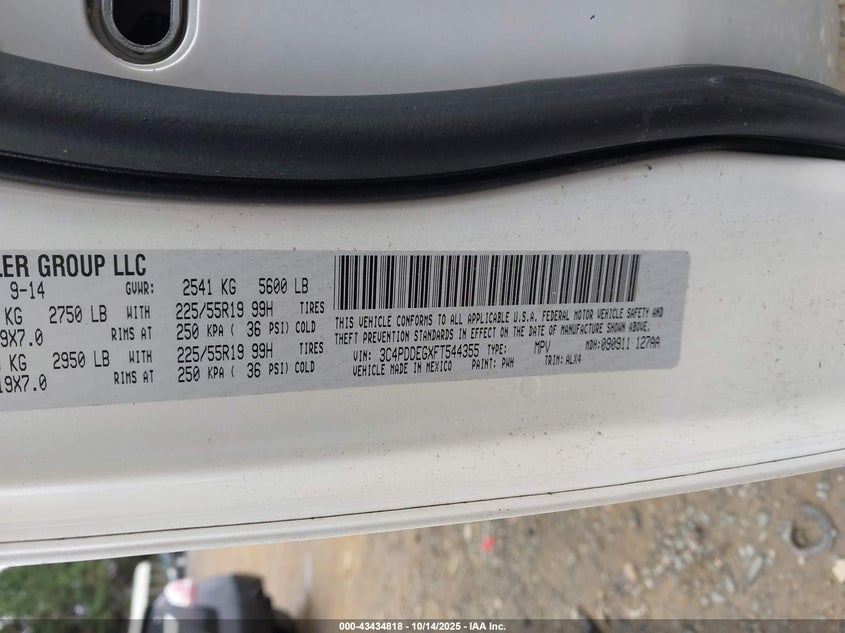 LER GROUP LLC
9-14 GVWR: 2541 KG 5600 LB
KG 2750 LB WITH 225/55R19 99H TIRES
9X7.0 RIMS AT 250 KPA ( 36 PSI) COLD
KG 2950 LB WITH 225/55R19 99H TIRES
19X7.0 RIMS AT 250 KPA ( 36 PSI) COLD
THIS VEHICLE CONFORMS TO ALL APPLICABLE U.S.A. FEDERAL MOTOR VEHICLE SAFETY AND
THEFT PREVENTION STANDARDS IN EFFECT ON THE DATE OF MANUFACTURE SHOWN ABOVE.
VIN: 3C4PDDEGXFT544355 TYPE: MPV MDH: 090911 127AA
VEHICLE MADE IN MEXICO PAINT: PWH TRIM: ALX4
000-43434818 - 10/14/2025 - IAA Inc.